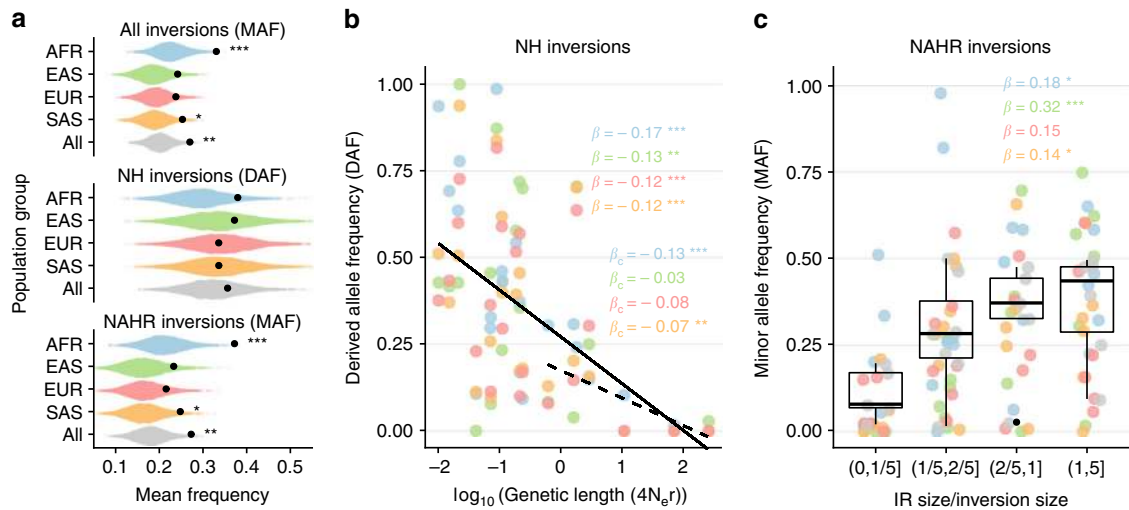 a
All inversions (MAF)
AFR
***
EAS
EUR
SAS
*
All
**
NH inversions (DAF)
AFR
EAS
EUR
SAS
All
NAHR inversions (MAF)
AFR
***
EAS
EUR
SAS
*
All
**
0.1 0.2 0.3 0.4 0.5
Mean frequency
Population group
b
NH inversions
Derived allele frequency (DAF)
1.00
0.75
0.50
0.25
0.00
β = − 0.17 ***
β = − 0.13 **
β = − 0.12 ***
β = − 0.12 ***
βc = − 0.13 ***
βc = − 0.03
βc = − 0.08
βc = − 0.07 **
−2 −1 0 1 2
log10 (Genetic length (4Ner))
c
NAHR inversions
Minor allele frequency (MAF)
1.00
0.75
0.50
0.25
0.00
β = 0.18 *
β = 0.32 ***
β = 0.15
β = 0.14 *
(0,1/5] (1/5,2/5] (2/5,1] (1,5]
IR size/inversion size